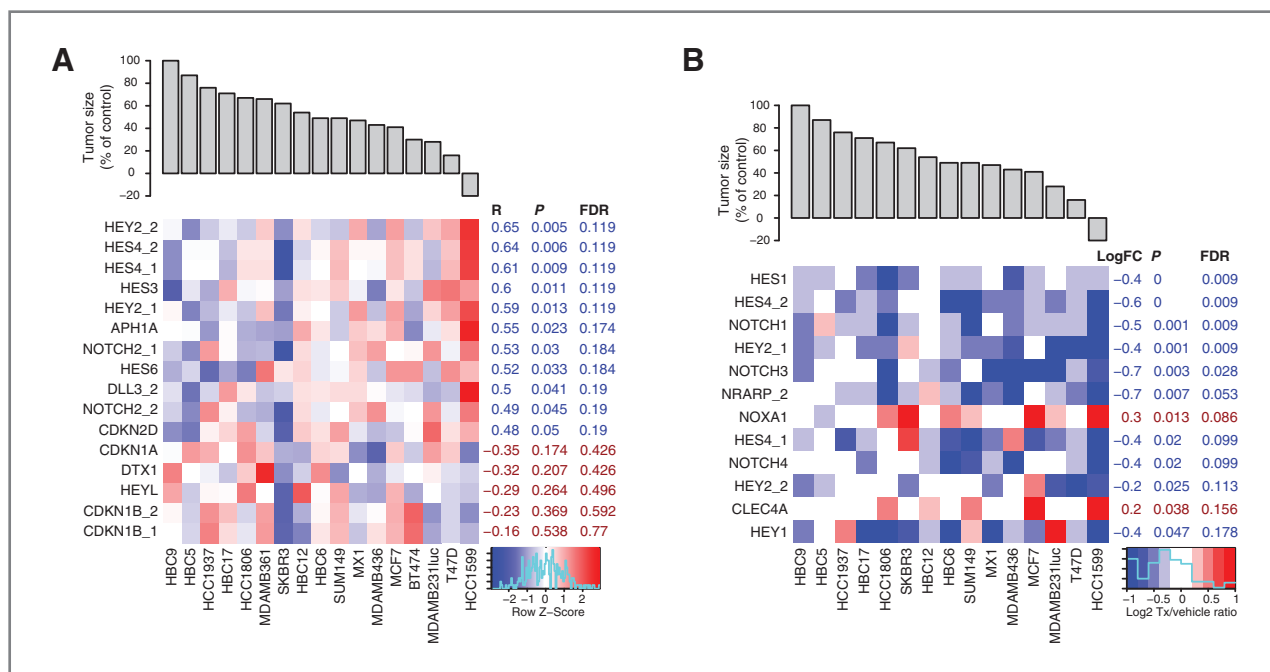 A
Tumor size
(% of control)
100
80
60
40
20
0
−20
R P FDR
HEY2_2 0.65 0.005 0.119
HES4_2 0.64 0.006 0.119
HES4_1 0.61 0.009 0.119
HES3 0.6 0.011 0.119
HEY2_1 0.59 0.013 0.119
APH1A 0.55 0.023 0.174
NOTCH2_1 0.53 0.03 0.184
HES6 0.52 0.033 0.184
DLL3_2 0.5 0.041 0.19
NOTCH2_2 0.49 0.045 0.19
CDKN2D 0.48 0.05 0.19
CDKN1A −0.35 0.174 0.426
DTX1 −0.32 0.207 0.426
HEYL −0.29 0.264 0.496
CDKN1B_2 −0.23 0.369 0.592
CDKN1B_1 −0.16 0.538 0.77
HBC9
HBC5
HCC1937
HBC17
HCC1806
MDAMB361
SKBR3
HBC12
HBC6
SUM149
MX1
MDAMB436
MCF7
BT474
MDAMB231luc
T47D
HCC1599
−2 −1 0 1 2
Row Z−Score
B
Tumor size
(% of control)
100
80
60
40
20
0
−20
LogFC P FDR
HES1 −0.4 0 0.009
HES4_2 −0.6 0 0.009
NOTCH1 −0.5 0.001 0.009
HEY2_1 −0.4 0.001 0.009
NOTCH3 −0.7 0.003 0.028
NRARP_2 −0.7 0.007 0.053
NOXA1 0.3 0.013 0.086
HES4_1 −0.4 0.02 0.099
NOTCH4 −0.4 0.02 0.099
HEY2_2 −0.2 0.025 0.113
CLEC4A 0.2 0.038 0.156
HEY1 −0.4 0.047 0.178
HBC9
HBC5
HCC1937
HBC17
HCC1806
SKBR3
HBC12
HBC6
SUM149
MX1
MDAMB436
MCF7
MDAMB231luc
T47D
HCC1599
−1 −0.5 0 0.5 1
Log2 Tx/vehicle ratio